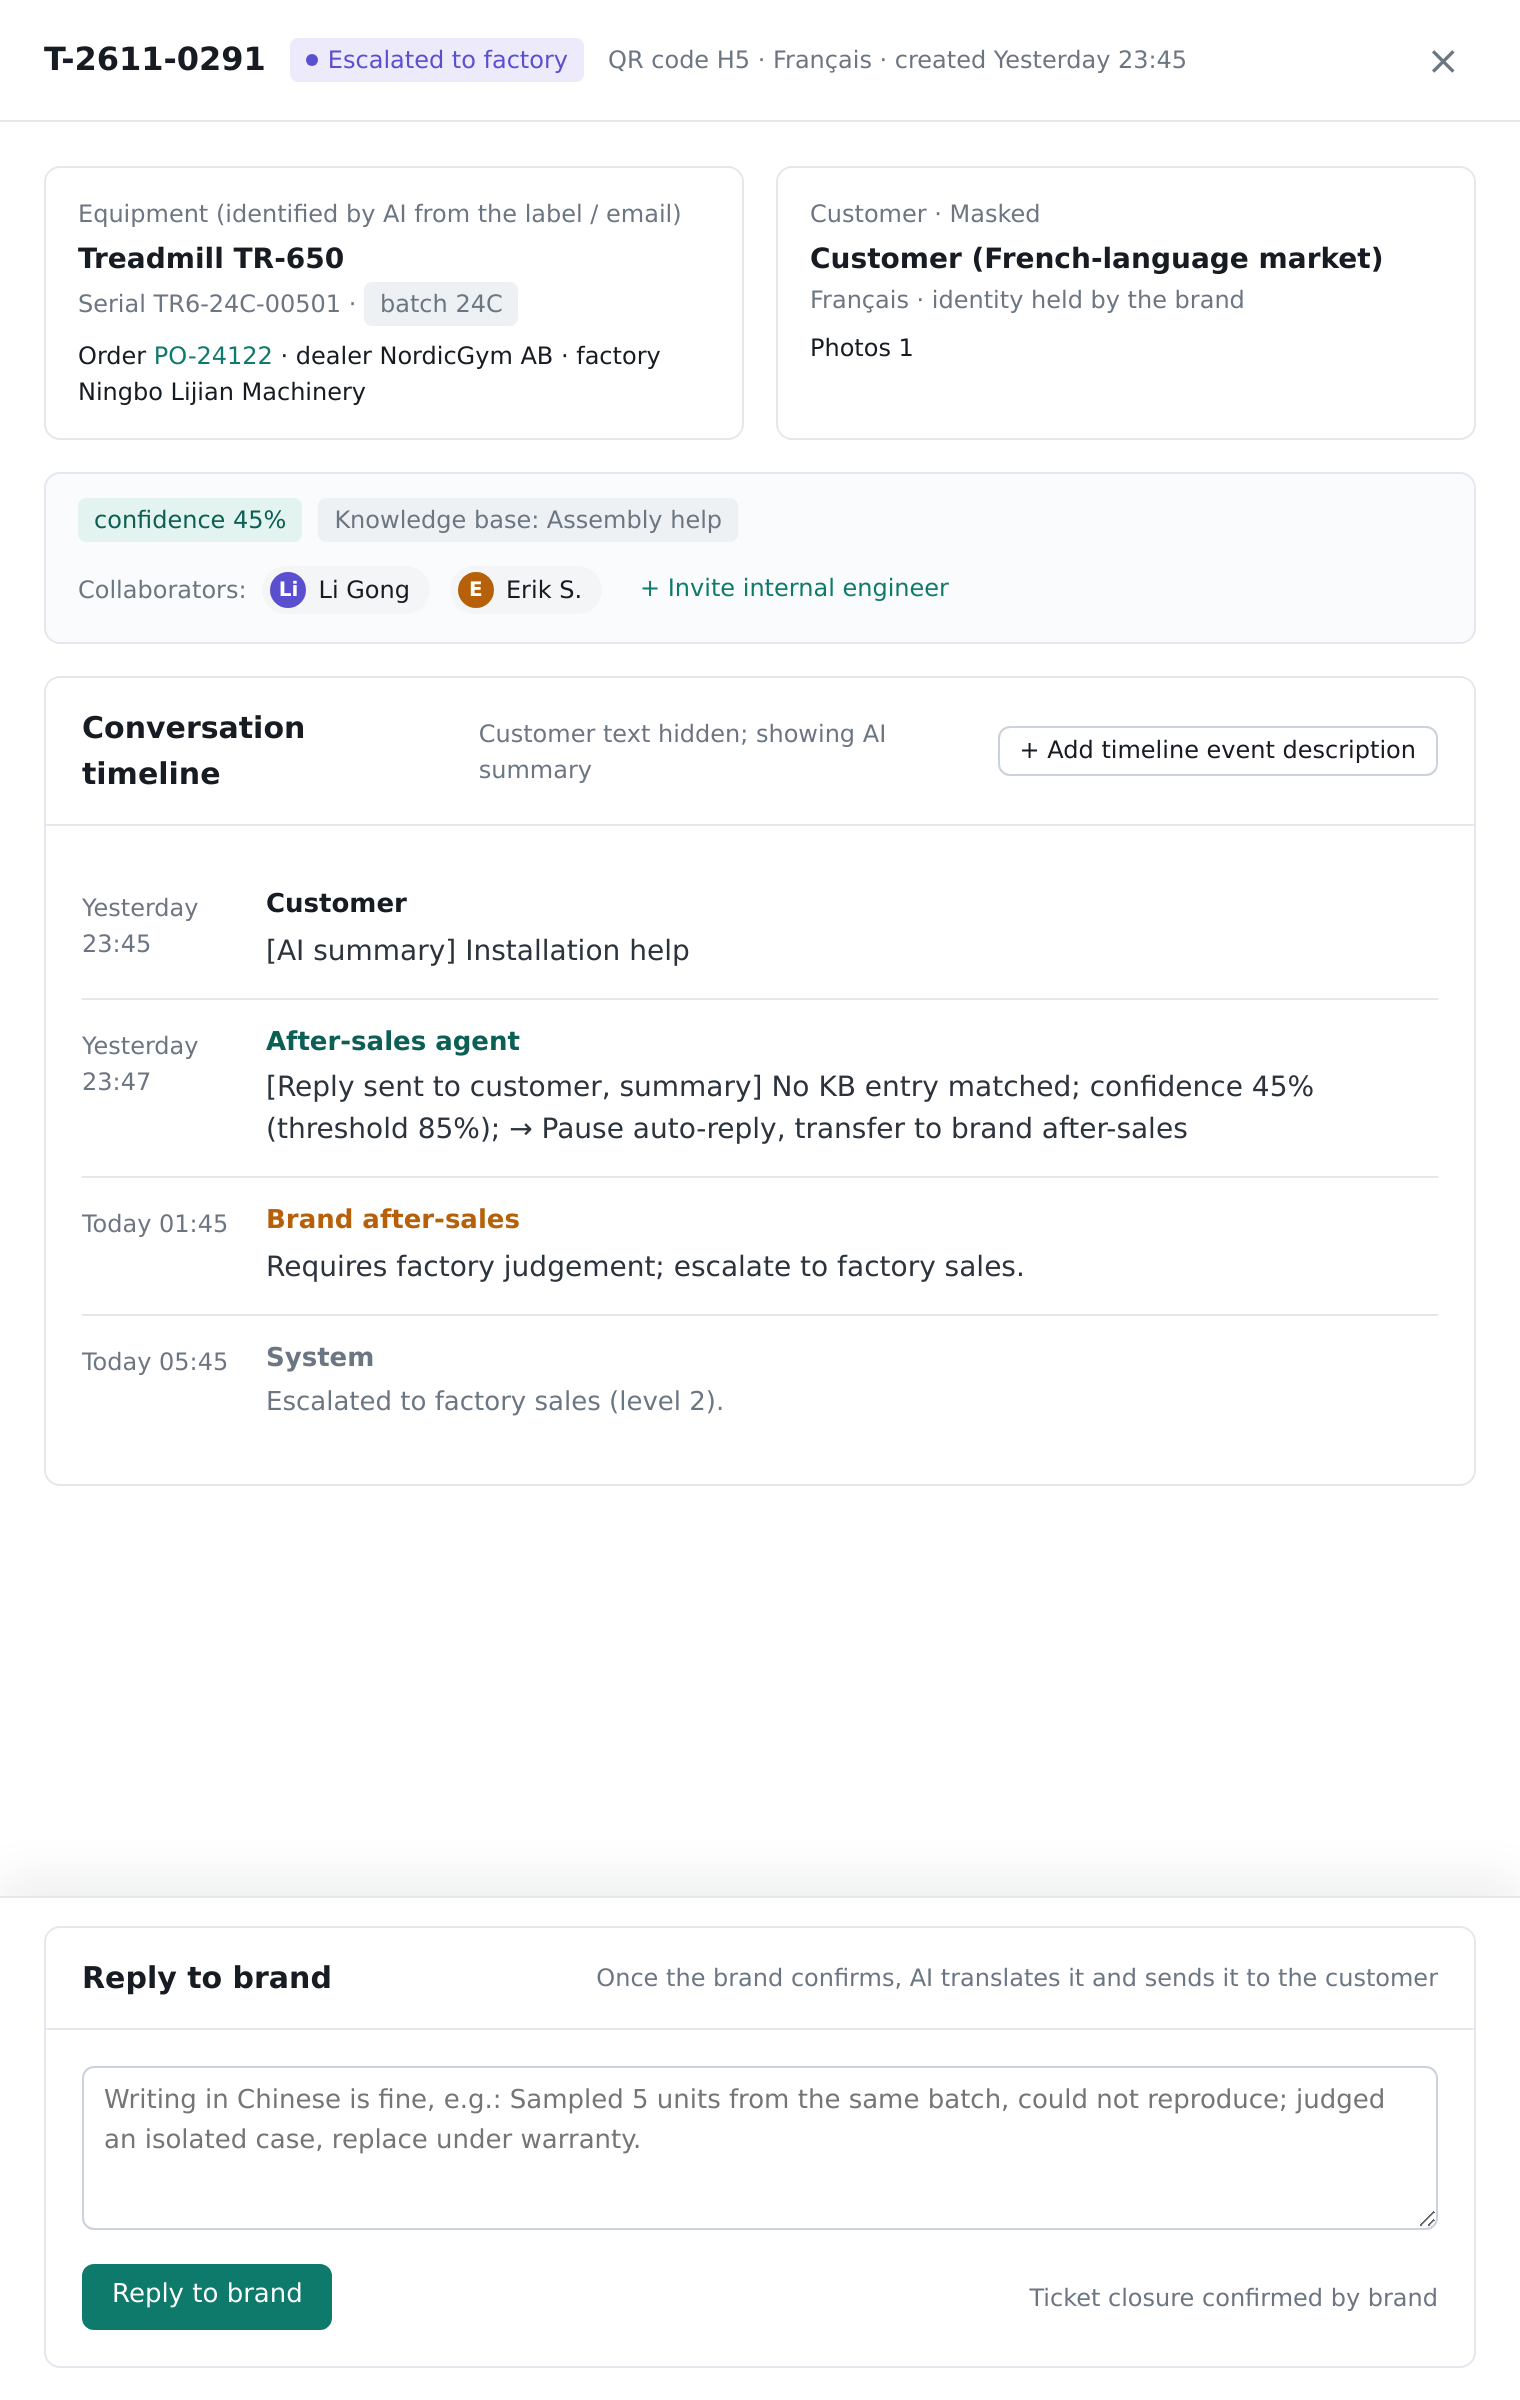 T-2611-0291
Escalated to factory
QR code H5 · Français · created Yesterday 23:45
×
Equipment (identified by AI from the label / email)
Treadmill TR-650
Serial TR6-24C-00501 · batch 24C
Order PO-24122 · dealer NordicGym AB · factory
Ningbo Lijian Machinery
Customer · Masked
Customer (French-language market)
Français · identity held by the brand
Photos 1
confidence 45%
Knowledge base: Assembly help
Collaborators:
Li Li Gong
E Erik S.
+ Invite internal engineer
Conversation
timeline
Customer text hidden; showing AI
summary
+ Add timeline event description
Yesterday
23:45
Customer
[AI summary] Installation help
Yesterday
23:47
After-sales agent
[Reply sent to customer, summary] No KB entry matched; confidence 45%
(threshold 85%); → Pause auto-reply, transfer to brand after-sales
Today 01:45
Brand after-sales
Requires factory judgement; escalate to factory sales.
Today 05:45
System
Escalated to factory sales (level 2).
Reply to brand
Once the brand confirms, AI translates it and sends it to the customer
Writing in Chinese is fine, e.g.: Sampled 5 units from the same batch, could not reproduce; judged
an isolated case, replace under warranty.
Reply to brand
Ticket closure confirmed by brand